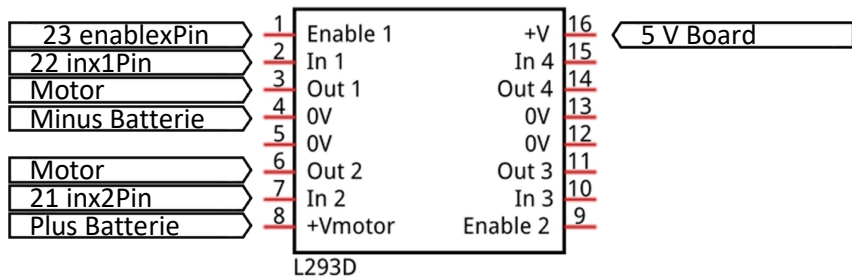 23 enablexPin 1 Enable 1 +V 16 5 V Board
22 inx1Pin 2 In 1 In 4 15
Motor 3 Out 1 Out 4 14
Minus Batterie 4 0V 0V 13
5 0V 0V 12
Motor 6 Out 2 Out 3 11
21 inx2Pin 7 In 2 In 3 10
Plus Batterie 8 +Vmotor Enable 2 9
L293D